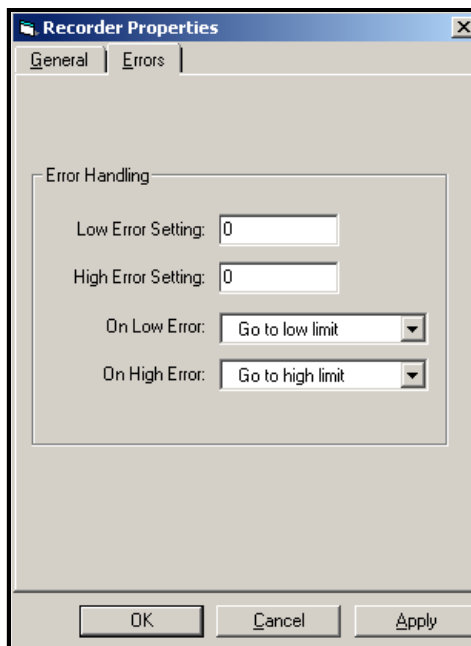 Recorder Properties
General Errors
Error Handling
Low Error Setting: 0
High Error Setting: 0
On Low Error: Go to low limit
On High Error: Go to high limit
OK Cancel Apply